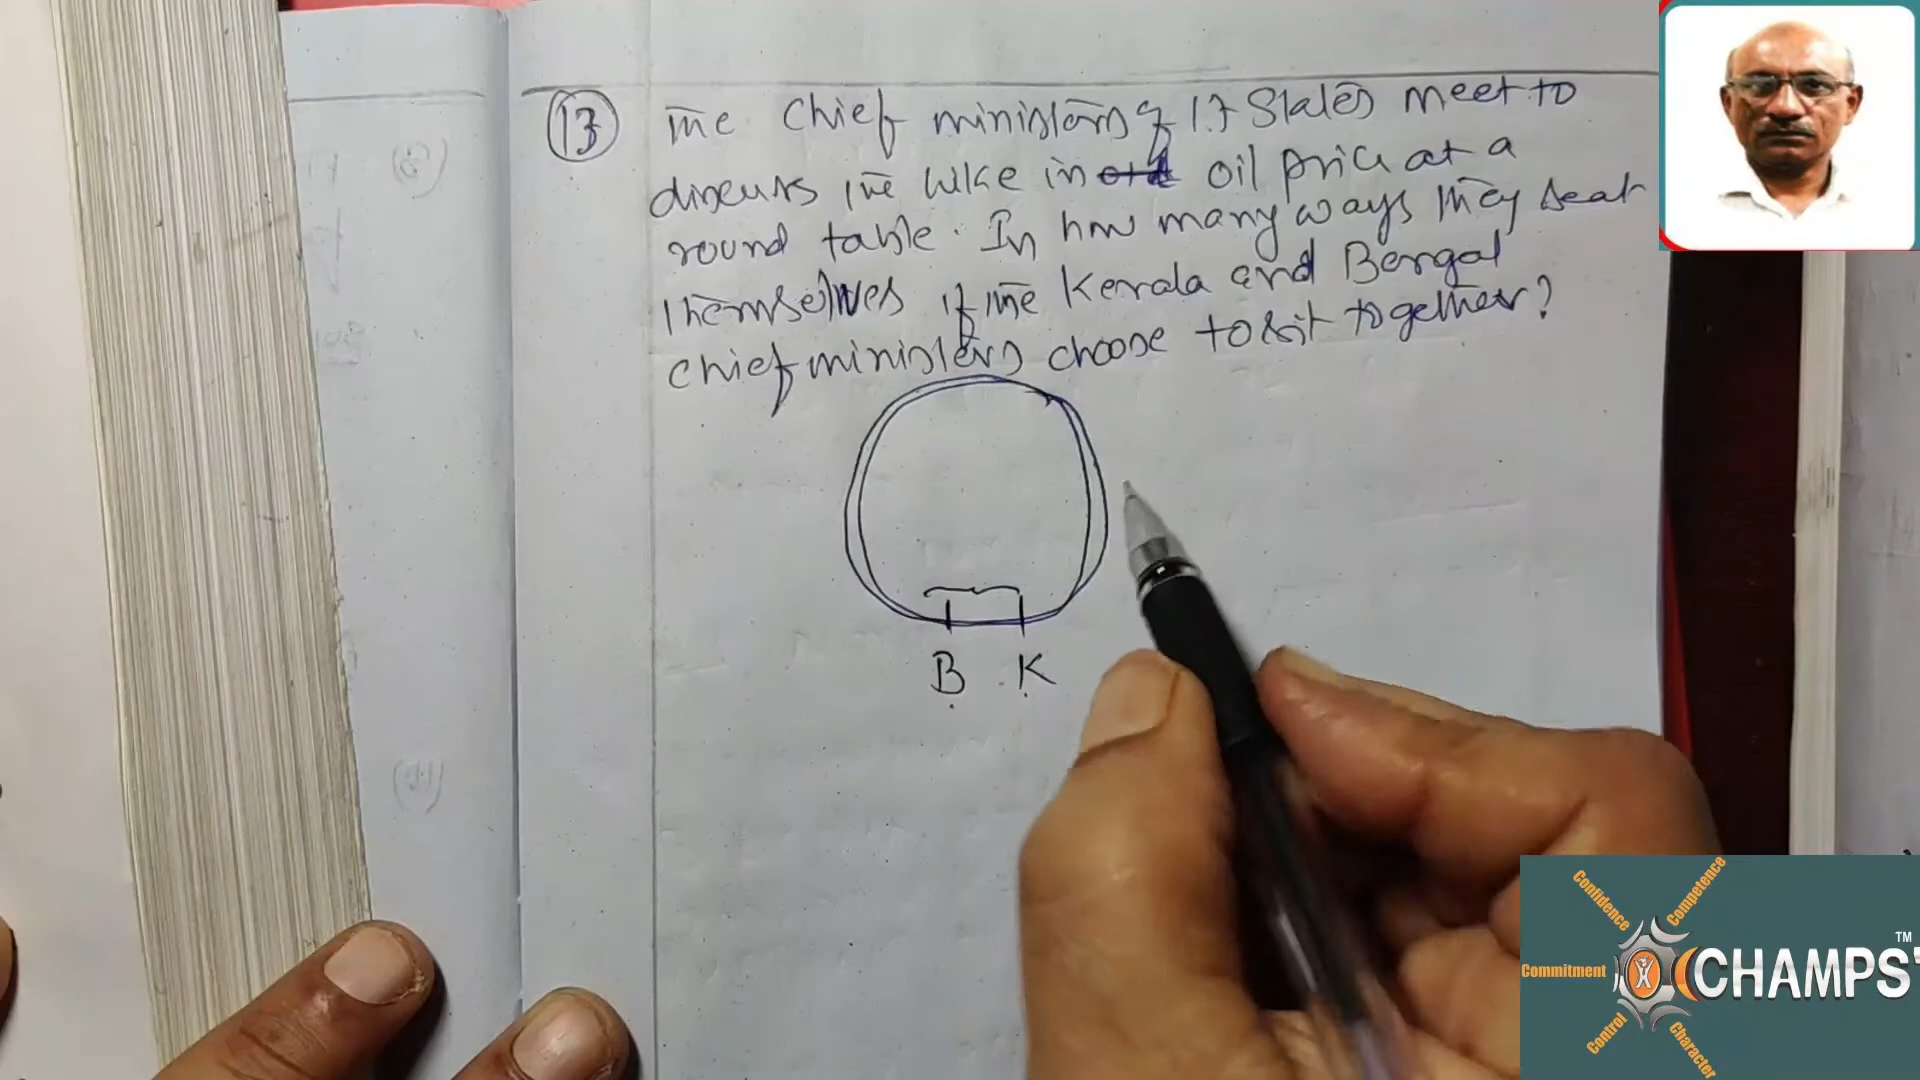 13 The Chief ministers of 17 States meet to
discuss the hike in oil price at a
round table. In how many ways they seat
themselves if the Kerala and Bengal
chief ministers choose to sit together?
B K
Confidence
Competence
Commitment
XCHAMPS
TM
Control
Character